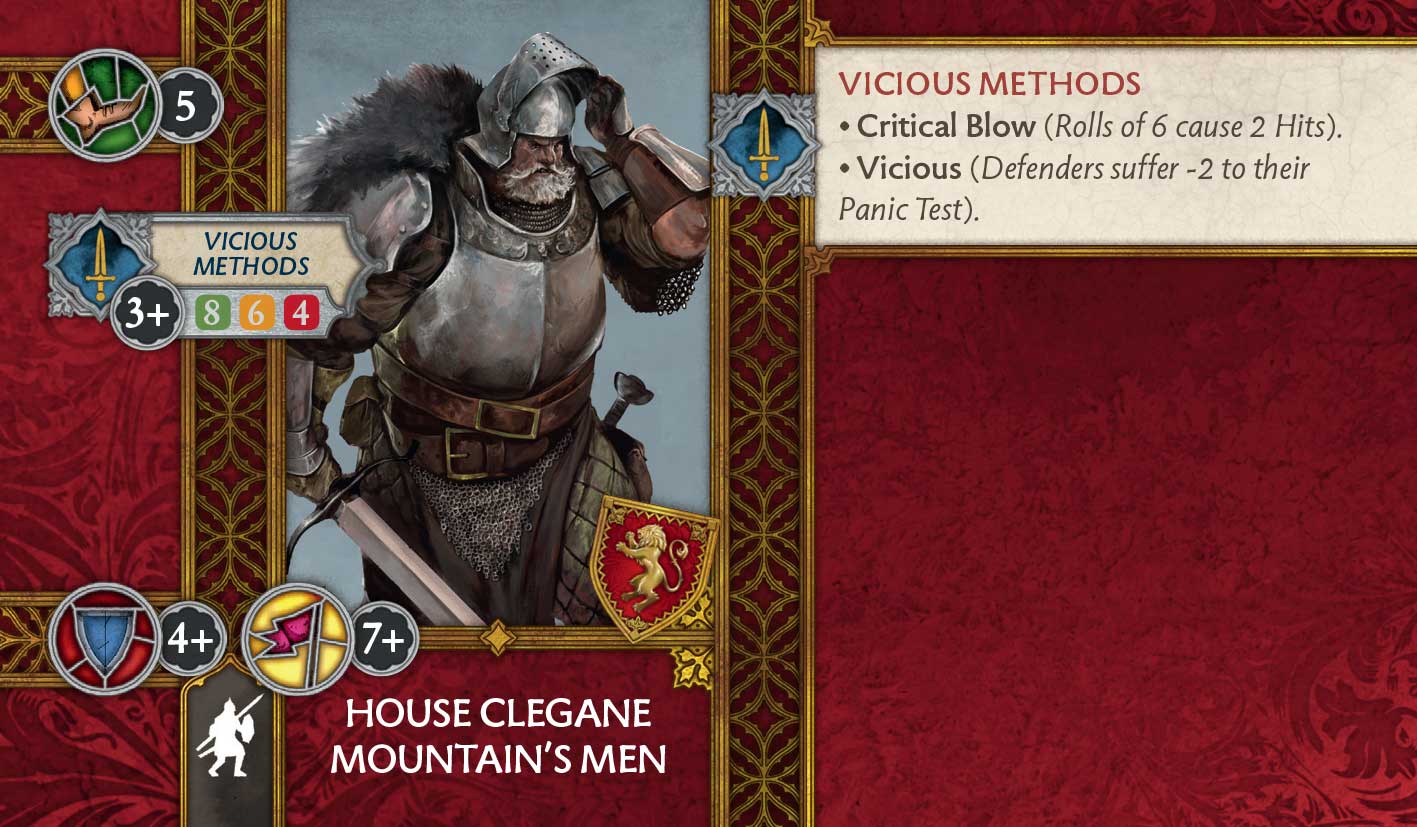 5
VICIOUS
METHODS
3+ 8 6 4
4+ 7+
HOUSE CLEGANE
MOUNTAIN'S MEN
VICIOUS METHODS
• Critical Blow (Rolls of 6 cause 2 Hits).
• Vicious (Defenders suffer -2 to their
Panic Test).